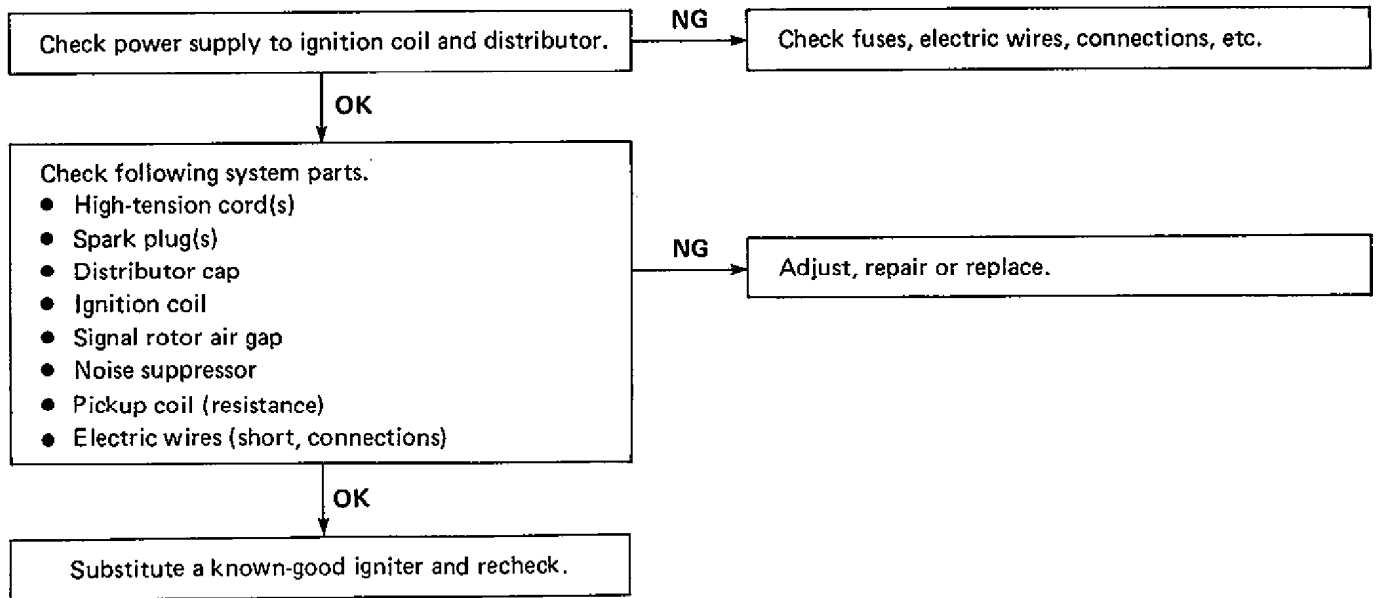 Check power supply to ignition coil and distributor.
NG
Check fuses, electric wires, connections, etc.
OK
Check following system parts.
● High-tension cord(s)
● Spark plug(s)
● Distributor cap
● Ignition coil
● Signal rotor air gap
● Noise suppressor
● Pickup coil (resistance)
● Electric wires (short, connections)
NG
Adjust, repair or replace.
OK
Substitute a known-good igniter and recheck.